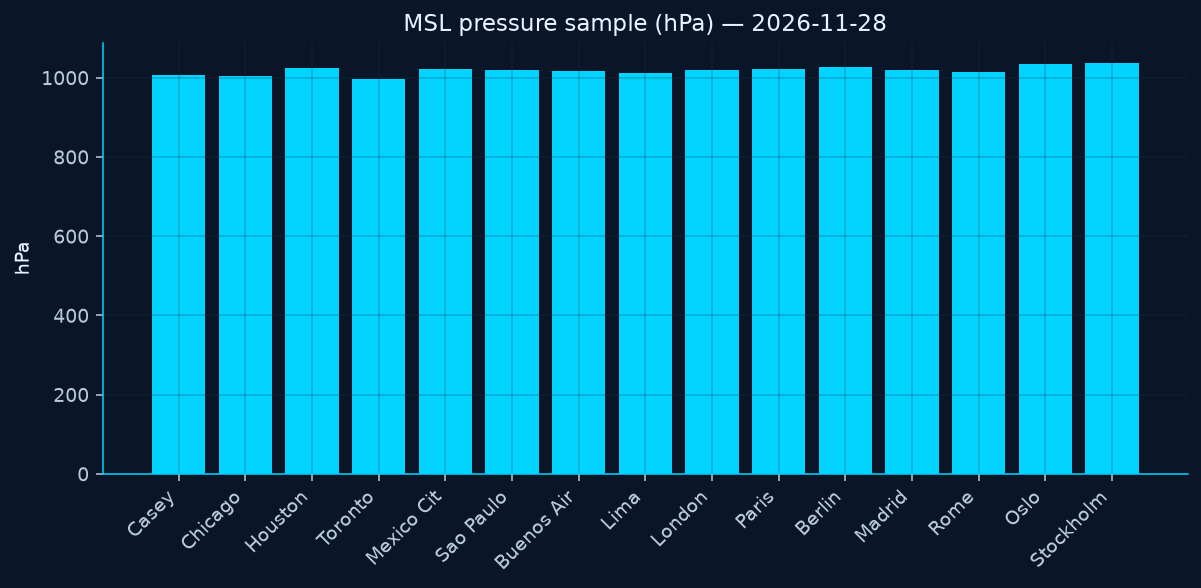 MSL pressure sample (hPa) — 2026-11-28
hPa
1000
800
600
400
200
0
Casey
Chicago
Houston
Toronto
Mexico Cit
Sao Paulo
Buenos Air
Lima
London
Paris
Berlin
Madrid
Rome
Oslo
Stockholm